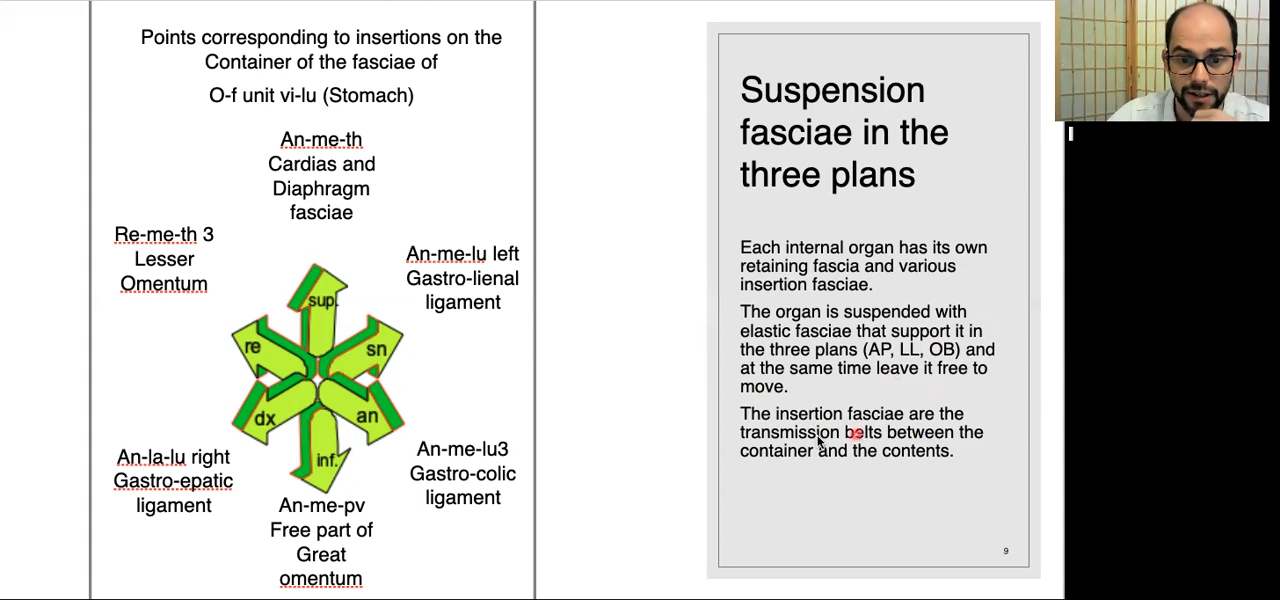 Points corresponding to insertions on the
Container of the fasciae of
O-f unit vi-lu (Stomach)
An-me-th
Cardias and
Diaphragm
fasciae
Re-me-th 3
Lesser
Omentum
An-me-lu left
Gastro-lienal
ligament
sup.
re
sn
dx
an
inf.
An-la-lu right
Gastro-epatic
ligament
An-me-lu3
Gastro-colic
ligament
An-me-pv
Free part of
Great
omentum
Suspension
fasciae in the
three plans
Each internal organ has its own
retaining fascia and various
insertion fasciae.
The organ is suspended with
elastic fasciae that support it in
the three plans (AP, LL, OB) and
at the same time leave it free to
move.
The insertion fasciae are the
transmission belts between the
container and the contents.
9